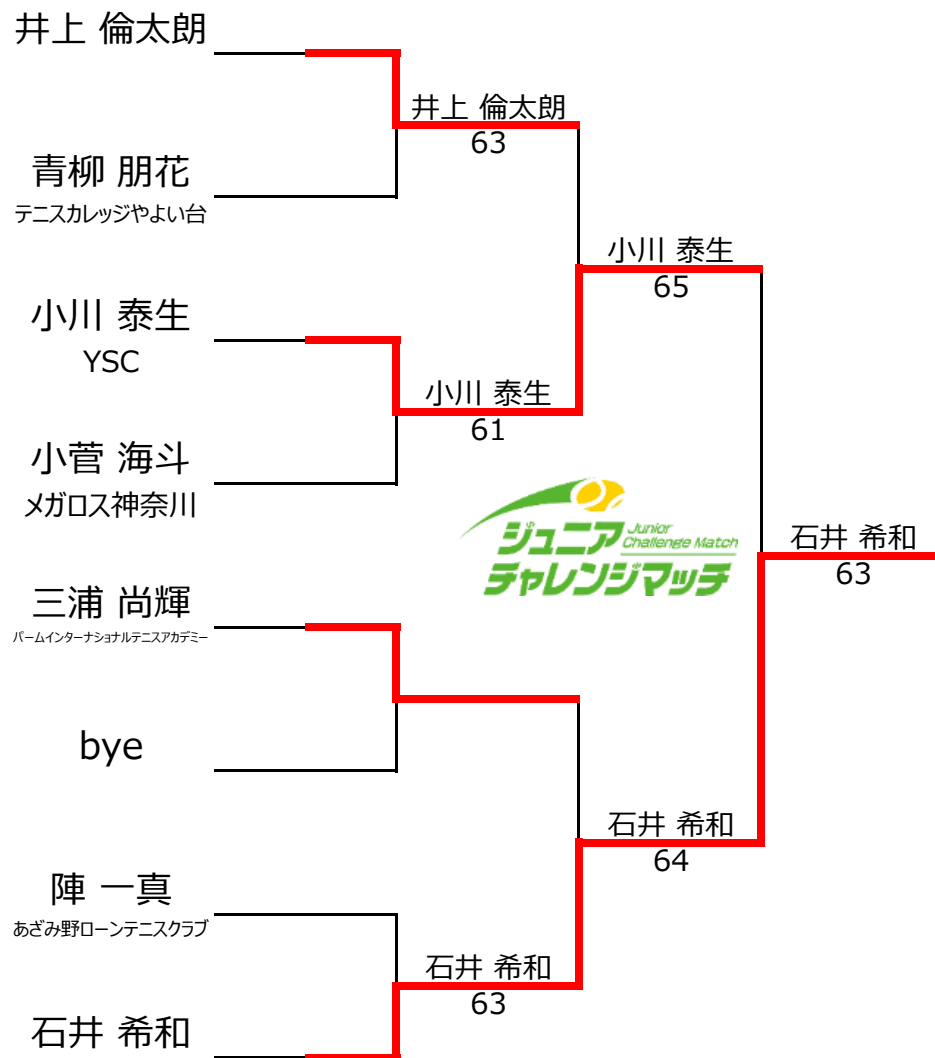 井上 倫太朗
井上 倫太朗
63
青柳 朋花
テニスカレッジやよい台
小川 泰生
65
小川 泰生
YSC
小川 泰生
61
小菅 海斗
メガロス神奈川
ジュニア Junior
Challenge Match
チャレンジマッチ
石井 希和
63
三浦 尚輝
パームインターナショナルテニスアカデミー
bye
石井 希和
64
陣 一真
あざみ野ローンテニスクラブ
石井 希和
63
石井 希和